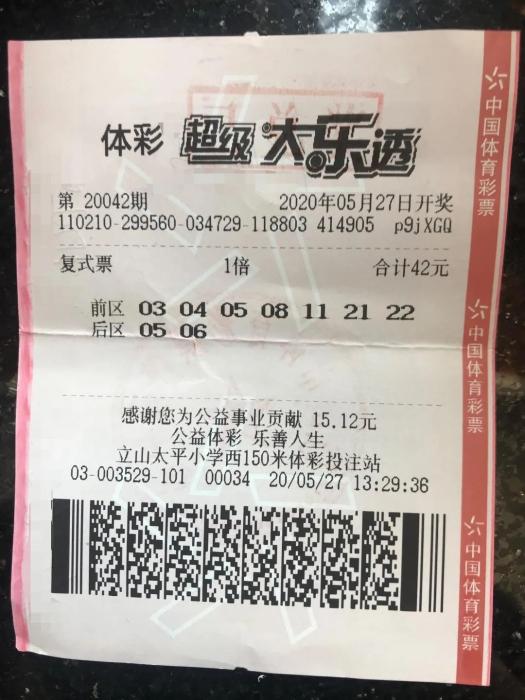 体彩 超级大乐透
第 20042期 2020年05月27日开奖
110210-299560-034729-118803 414905 p9jXGQ
复式票 1倍 合计42元
前区 03 04 05 08 11 21 22
后区 05 06
感谢您为公益事业贡献 15.12元
公益体彩 乐善人生
立山太平小学西150米体彩投注站
03-003529-101 00034 20/05/27 13:29:36
中国体育彩票
中国体育彩票
中国体育彩票